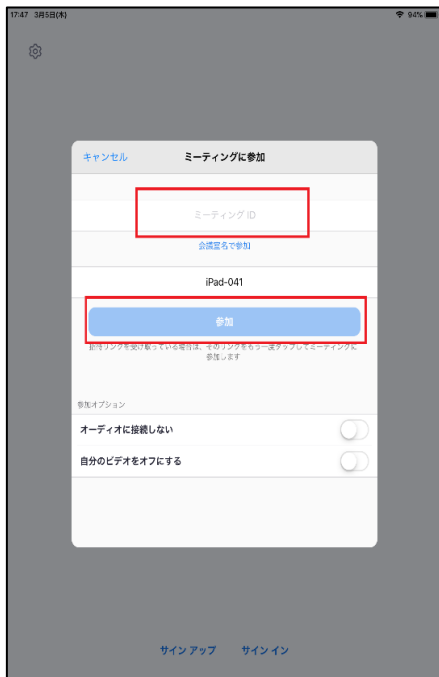 17:47 3月5日(木) 94%
キャンセル ミーティングに参加
ミーティング ID
会議室名で参加
iPad-041
参加
招待リンクを受け取っている場合は、そのリンクをもう一度タップしてミーティングに
参加します
参加オプション
オーディオに接続しない
自分のビデオをオフにする
サイン アップ サイン イン